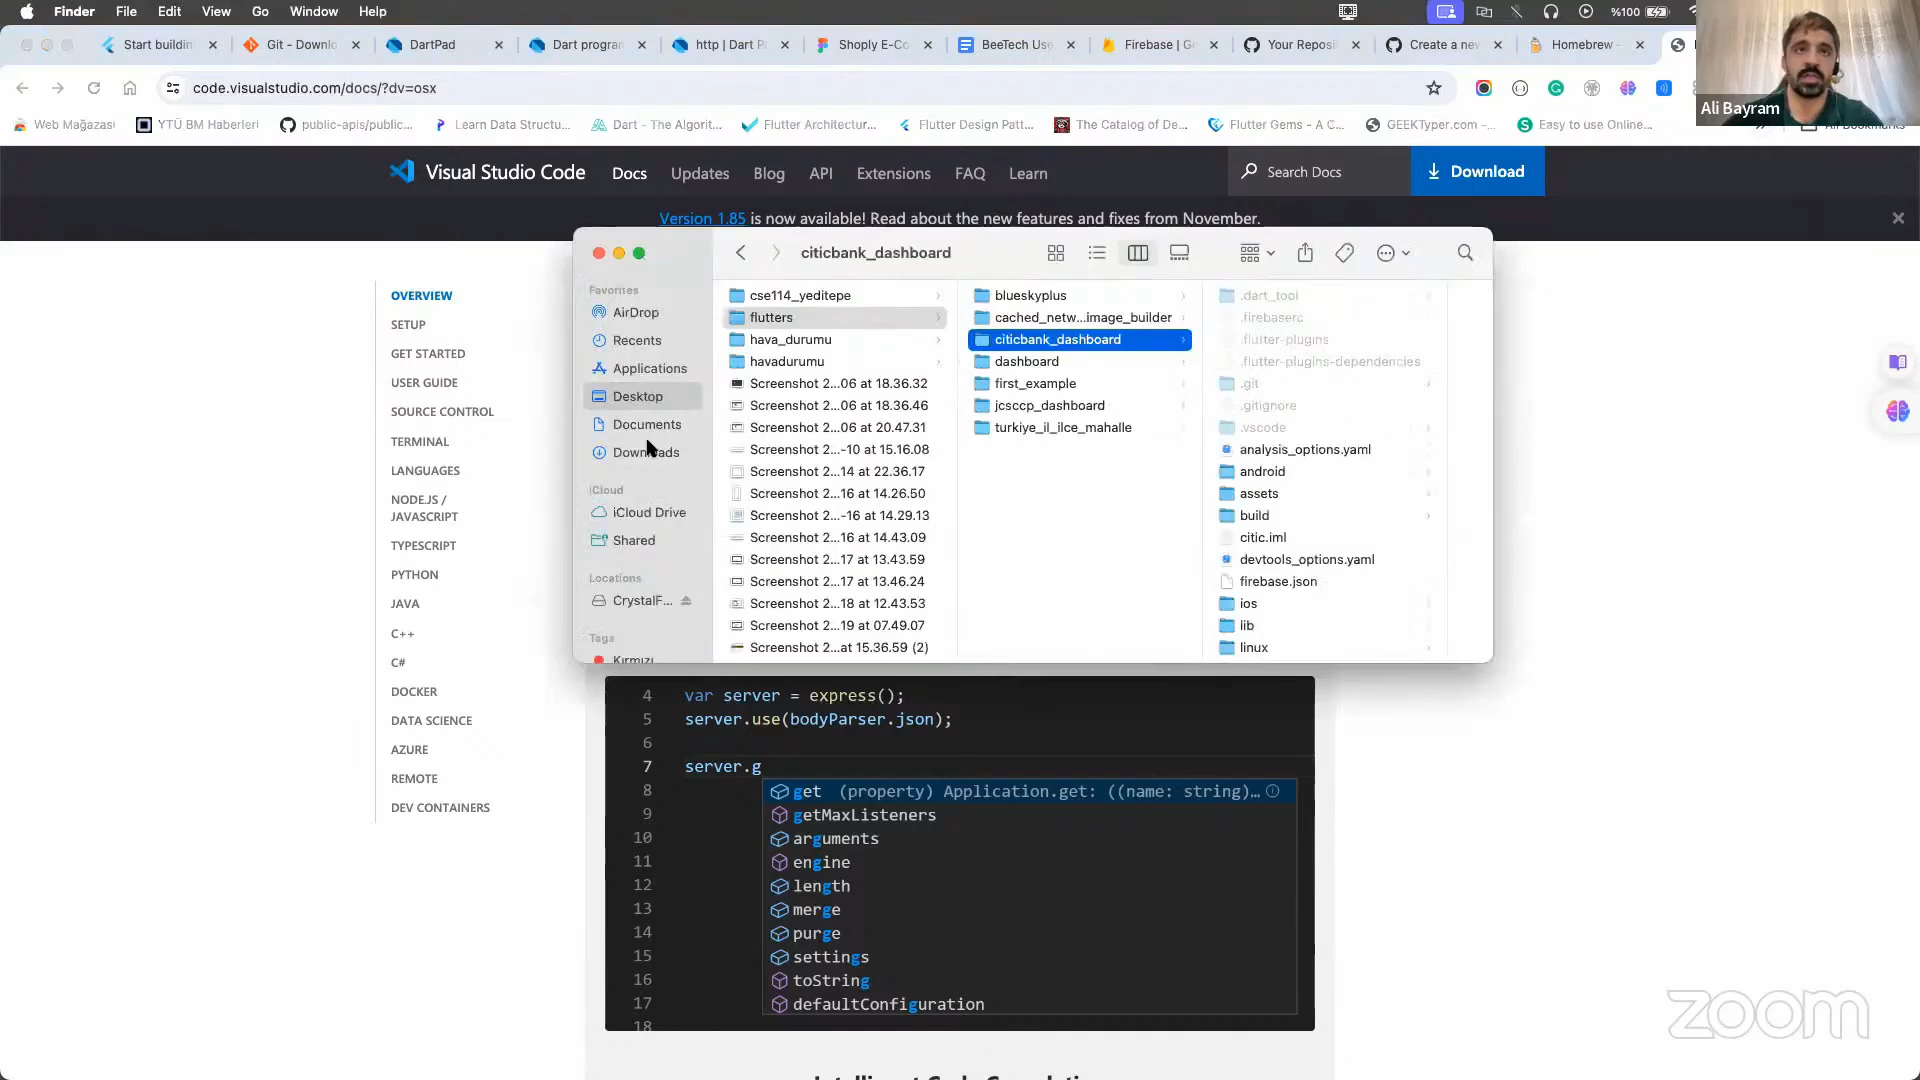 Finder File Edit View Go Window Help
%100
Start buildin
Git - Downlo
DartPad
Dart program
http | Dart P
Shoply E-Co
BeeTech Use
Firebase | G
Your Reposi
Create a new
Homebrew
code.visualstudio.com/docs/?dv=osx
Ali Bayram
Web Mağazası
YTÜ BM Haberleri
public-apis/public...
Learn Data Structu...
Dart - The Algorit...
Flutter Architectur...
Flutter Design Patt...
The Catalog of De...
Flutter Gems - A C...
GEEKTyper.com -...
Easy to use Online...
All Bookmarks
Visual Studio Code Docs Updates Blog API Extensions FAQ Learn
Search Docs
Download
Version 1.85 is now available! Read about the new features and fixes from November.
OVERVIEW
SETUP
GET STARTED
USER GUIDE
SOURCE CONTROL
TERMINAL
LANGUAGES
NODE.JS /
JAVASCRIPT
TYPESCRIPT
PYTHON
JAVA
C++
C#
DOCKER
DATA SCIENCE
AZURE
REMOTE
DEV CONTAINERS
citicbank_dashboard
Favorites
AirDrop
Recents
Applications
Desktop
Documents
Downloads
iCloud
iCloud Drive
Shared
Locations
CrystalF...
Tags
Kırmızı
cse114_yeditepe
flutters
hava_durumu
havadurumu
Screenshot 2...06 at 18.36.32
Screenshot 2...06 at 18.36.46
Screenshot 2...06 at 20.47.31
Screenshot 2...-10 at 15.16.08
Screenshot 2...14 at 22.36.17
Screenshot 2...16 at 14.26.50
Screenshot 2...-16 at 14.29.13
Screenshot 2...16 at 14.43.09
Screenshot 2...17 at 13.43.59
Screenshot 2...17 at 13.46.24
Screenshot 2...18 at 12.43.53
Screenshot 2...19 at 07.49.07
Screenshot 2...at 15.36.59 (2)
blueskyplus
cached_netw...image_builder
citicbank_dashboard
dashboard
first_example
jcsccp_dashboard
turkiye_il_ilce_mahalle
.dart_tool
.firebaserc
.flutter-plugins
.flutter-plugins-dependencies
.git
.gitignore
.vscode
analysis_options.yaml
android
assets
build
citic.iml
devtools_options.yaml
firebase.json
ios
lib
linux
4 var server = express();
5 server.use(bodyParser.json);
6
7 server.g
8 get (property) Application.get: ((name: string)...
9 getMaxListeners
10 arguments
11 engine
12 length
13 merge
14 purge
15 settings
16 toString
17 defaultConfiguration
18
zoom